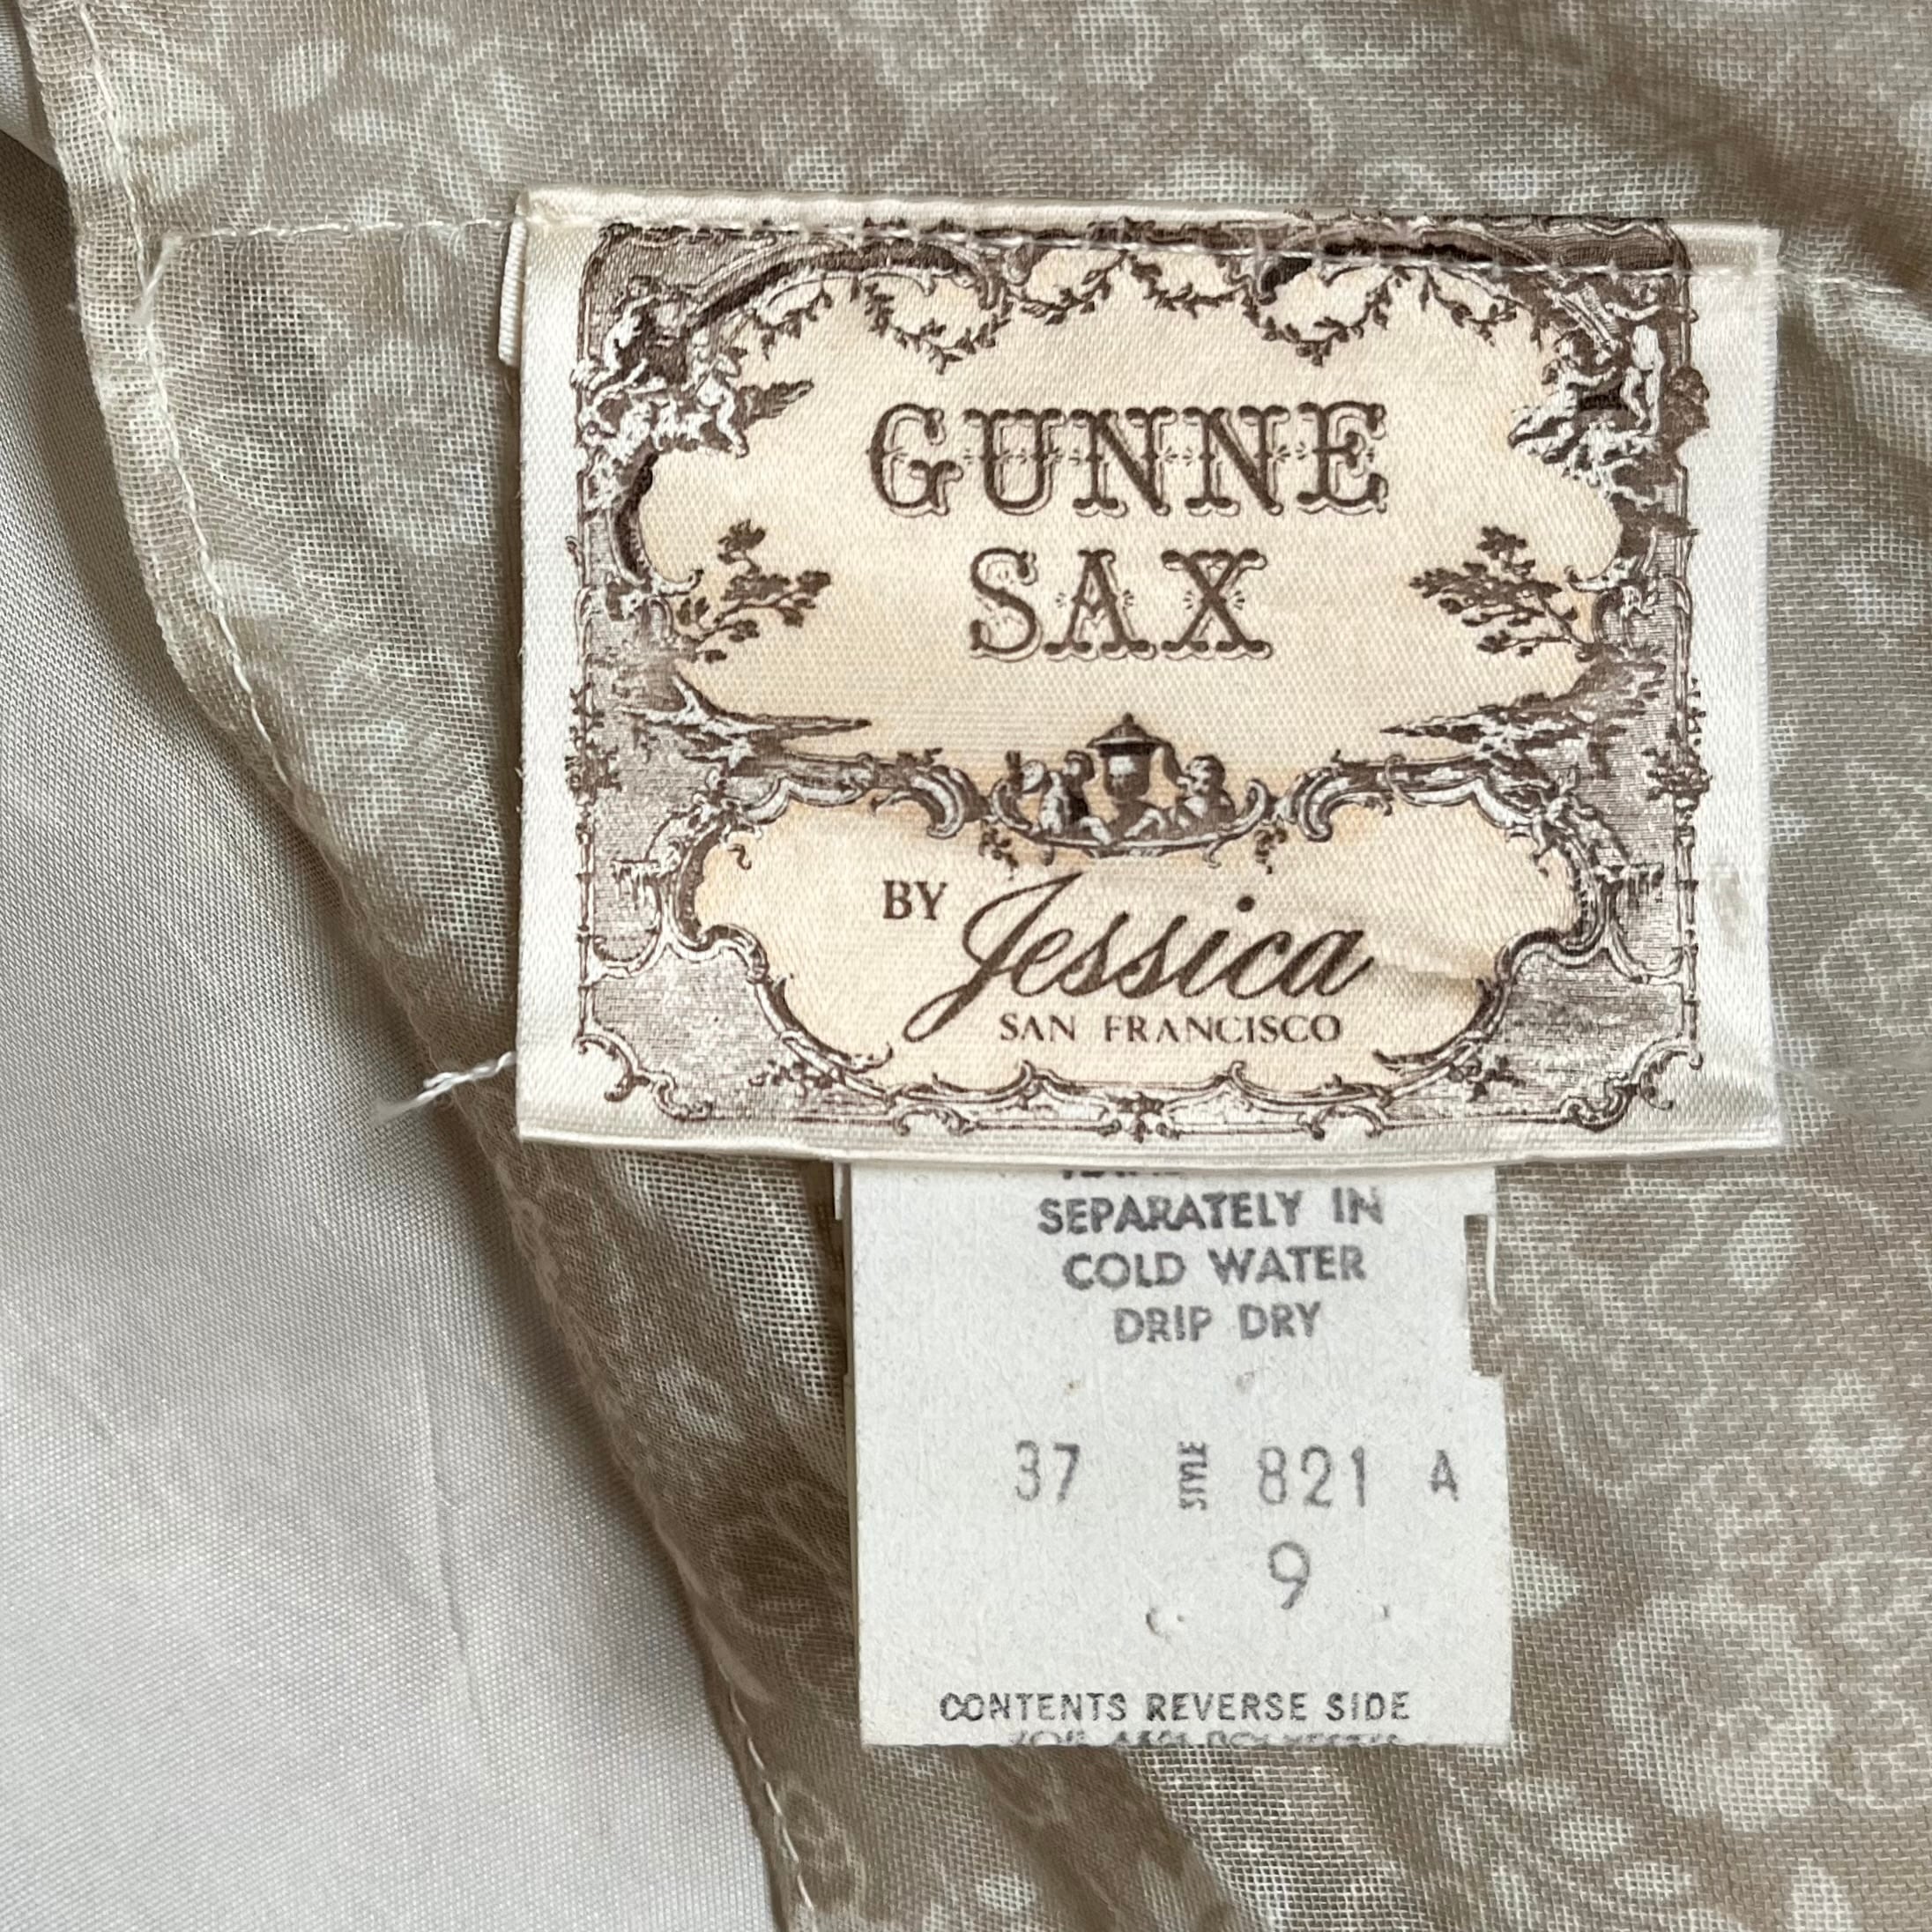 GUNNE
SAX
BY Jessica
SAN FRANCISCO
SEPARATELY IN
COLD WATER
DRIP DRY
37 STYLE 821 A
9
CONTENTS REVERSE SIDE